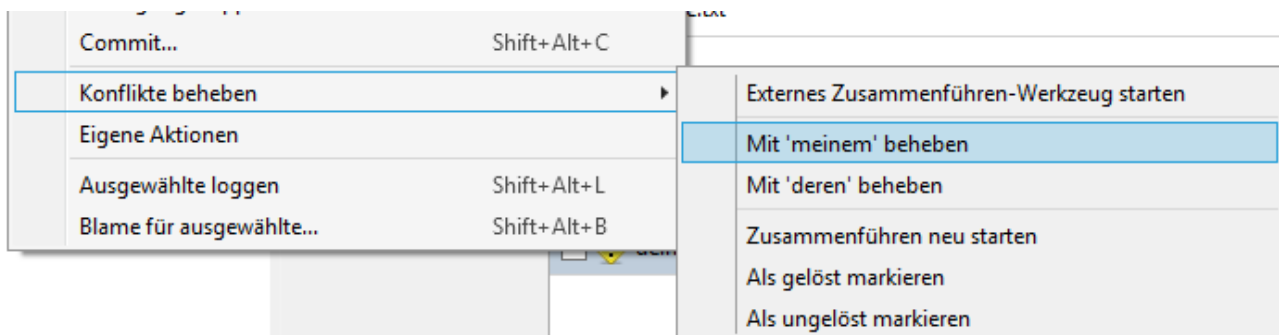 Commit... Shift+Alt+C
Konflikte beheben
Eigene Aktionen
Ausgewählte loggen Shift+Alt+L
Blame für ausgewählte... Shift+Alt+B
Externes Zusammenführen-Werkzeug starten
Mit 'meinem' beheben
Mit 'deren' beheben
Zusammenführen neu starten
Als gelöst markieren
Als ungelöst markieren